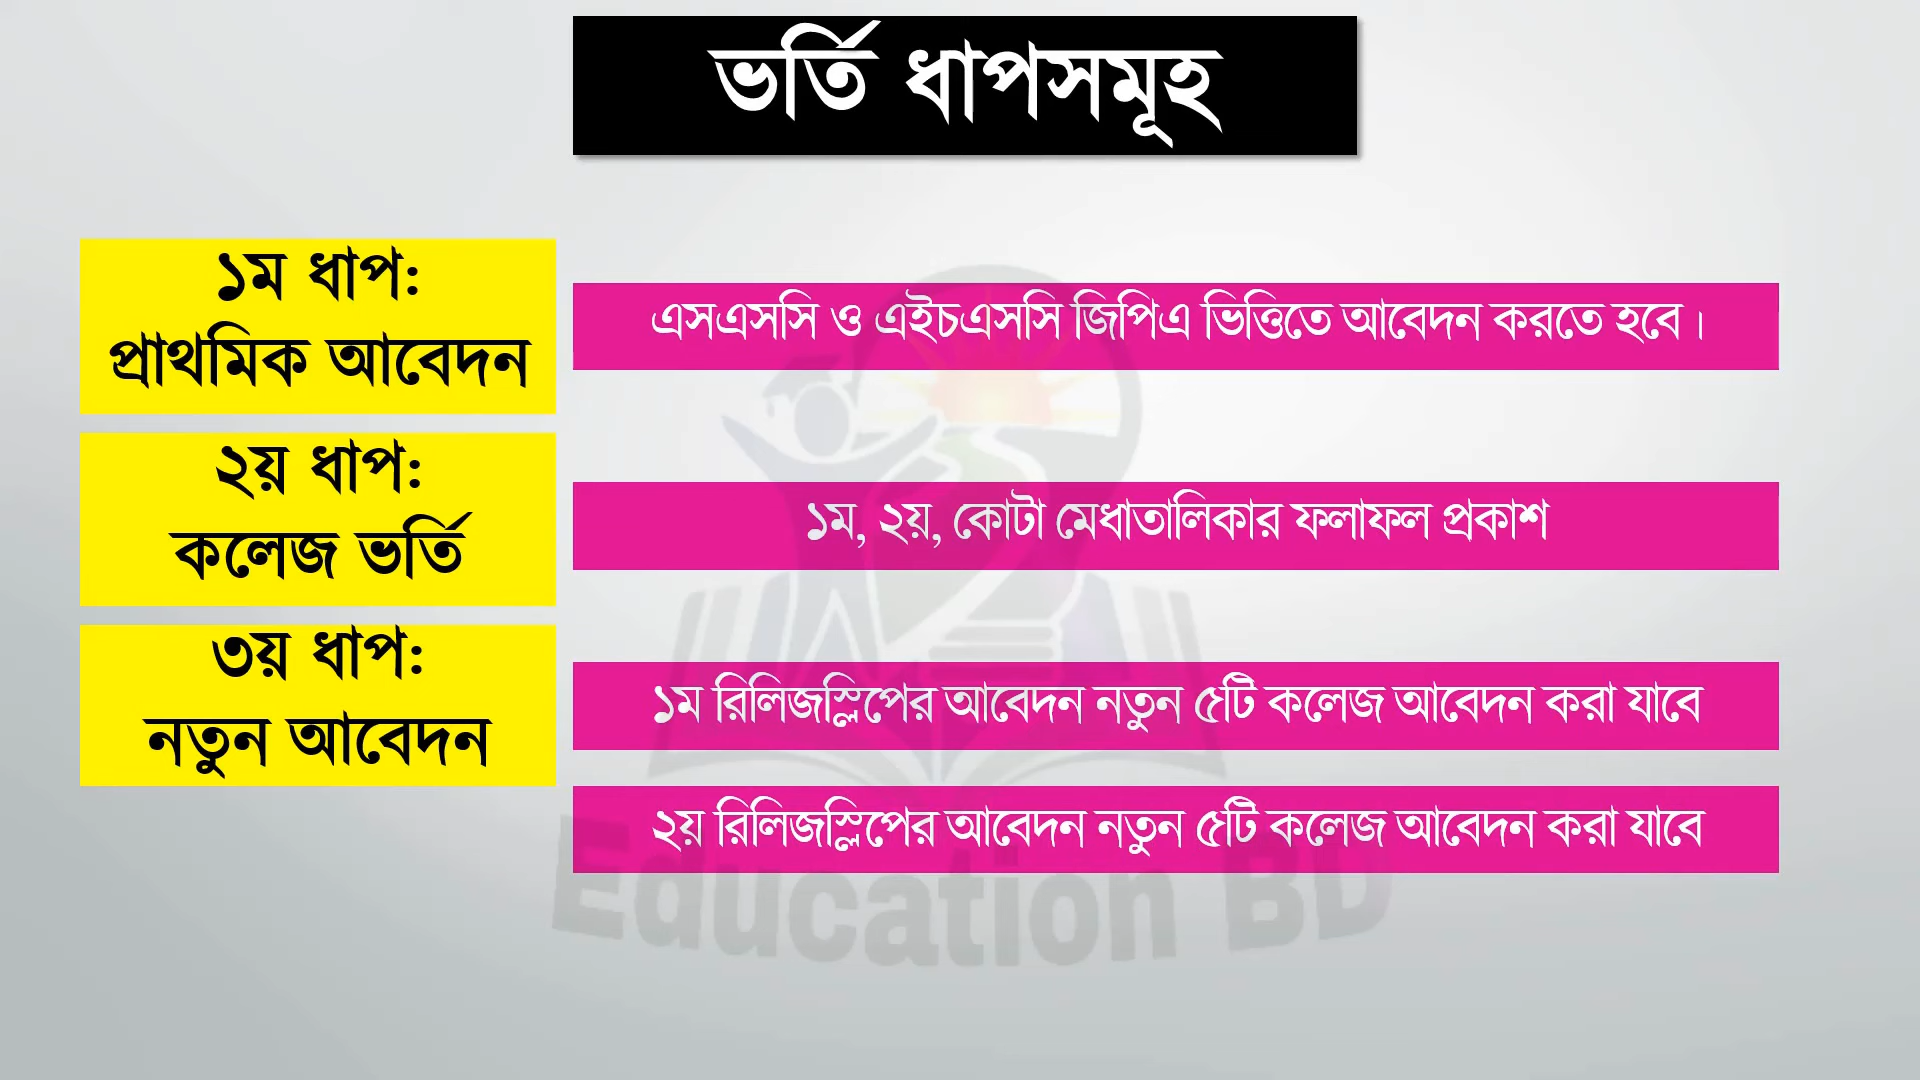 ভর্তি ধাপসমূহ
১ম ধাপ:
প্রাথমিক আবেদন
এসএসসি ও এইচএসসি জিপিএ ভিত্তিতে আবেদন করতে হবে।
২য় ধাপ:
কলেজ ভর্তি
১ম, ২য়, কোটা মেধাতালিকার ফলাফল প্রকাশ
৩য় ধাপ:
নতুন আবেদন
১ম রিলিজস্লিপের আবেদন নতুন ৫টি কলেজ আবেদন করা যাবে
২য় রিলিজস্লিপের আবেদন নতুন ৫টি কলেজ আবেদন করা যাবে
Education BD